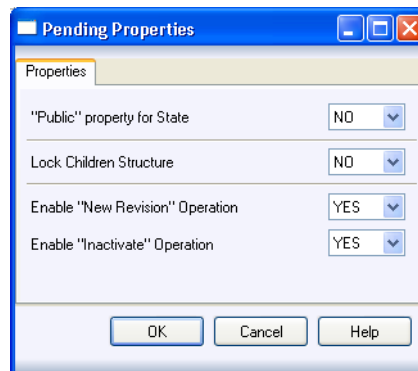 Pending Properties
Properties
"Public" property for State NO
Lock Children Structure NO
Enable "New Revision" Operation YES
Enable "Inactivate" Operation YES
OK Cancel Help